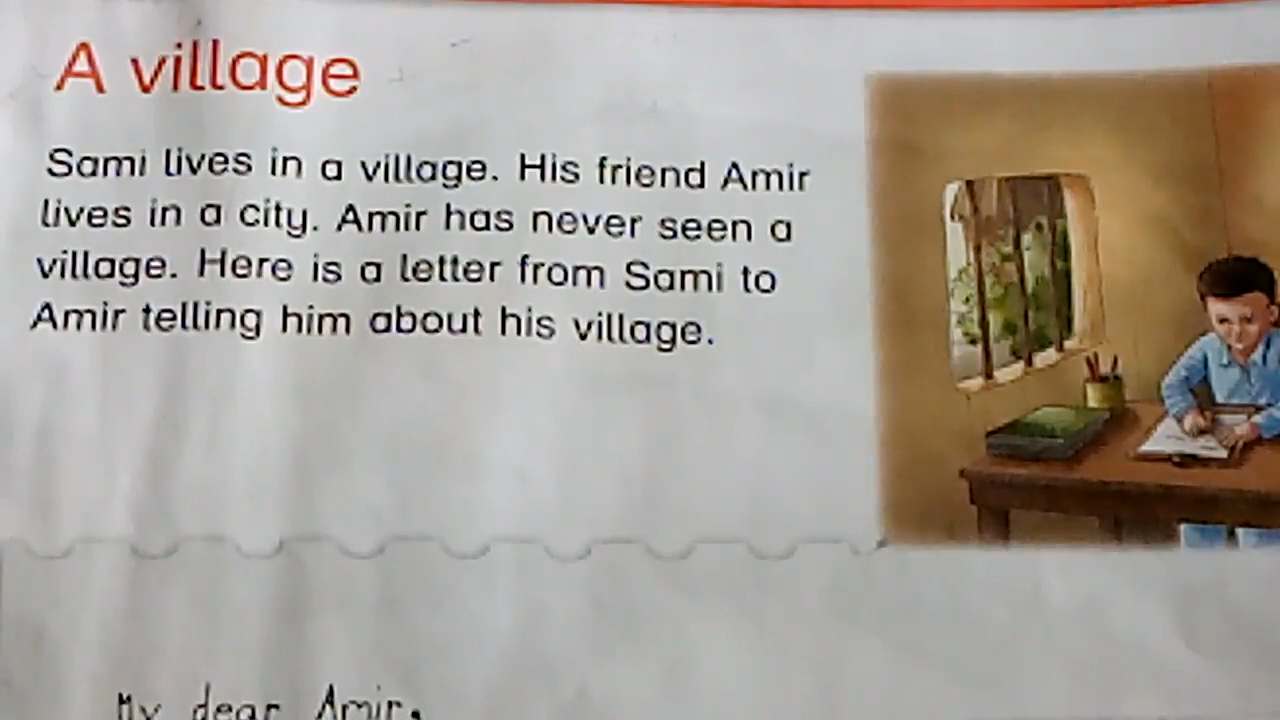 A village
Sami lives in a village. His friend Amir
lives in a city. Amir has never seen a
village. Here is a letter from Sami to
Amir telling him about his village.
My dear Amir,